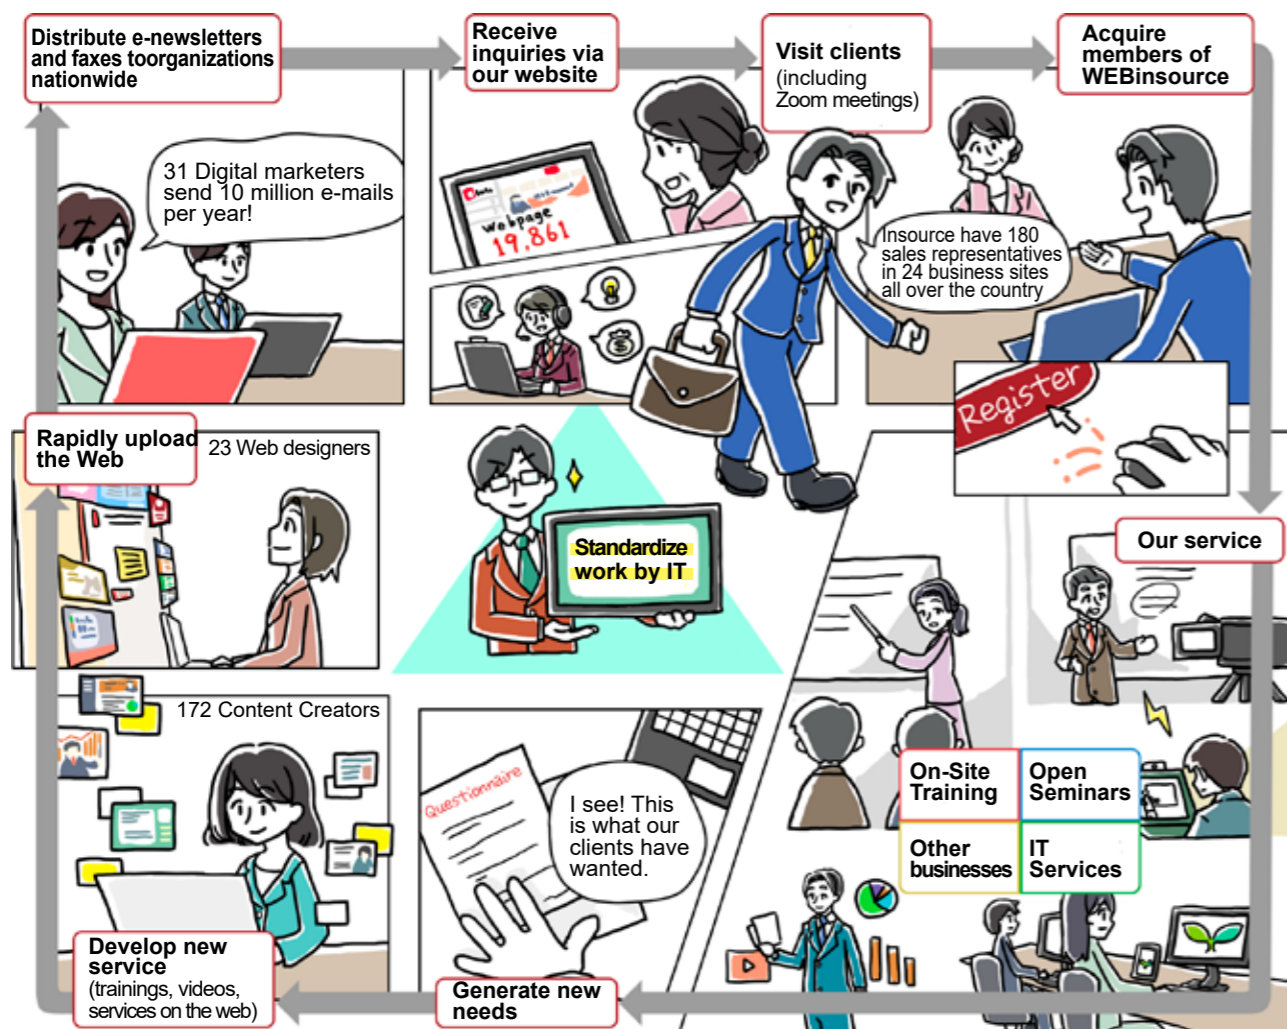 Distribute e-newsletters
and faxes toorganizations
nationwide
Receive
inquiries via
our website
Visit clients
(including
Zoom meetings)
Acquire
members of
WEBinsource
31 Digital marketers
send 10 million e-mails
per year!
Webpage
19,861
Insource have 180
sales representatives
in 24 business sites
all over the country
Register
Rapidly upload
the Web
23 Web designers
Standardize
work by IT
Our service
172 Content Creators
Questionnaire
I see! This
is what our
clients have
wanted.
On-Site
Training
Open
Seminars
Other
businesses
IT
Services
Develop new
service
(trainings, videos,
services on the web)
Generate new
needs